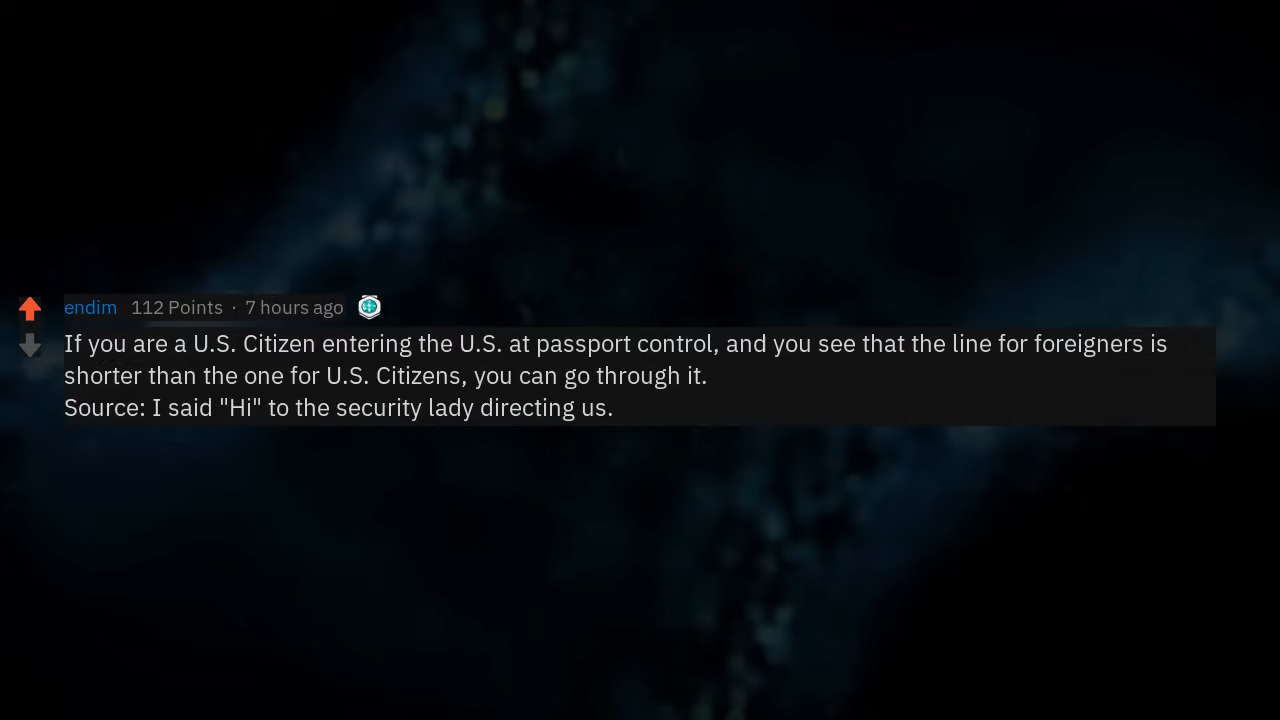 endim 112 Points · 7 hours ago
If you are a U.S. Citizen entering the U.S. at passport control, and you see that the line for foreigners is
shorter than the one for U.S. Citizens, you can go through it.
Source: I said "Hi" to the security lady directing us.